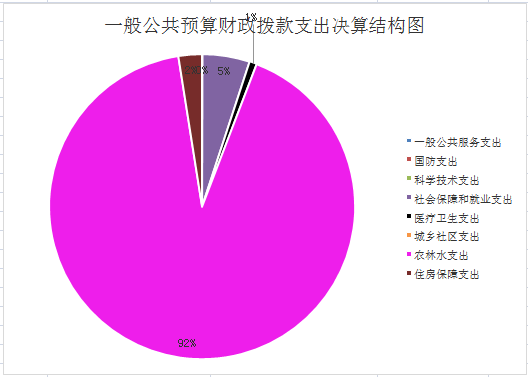 一般公共预算财政拨款支出决算结构图
1%
5%
92%
一般公共服务支出
国防支出
科学技术支出
社会保障和就业支出
医疗卫生支出
城乡社区支出
农林水支出
住房保障支出